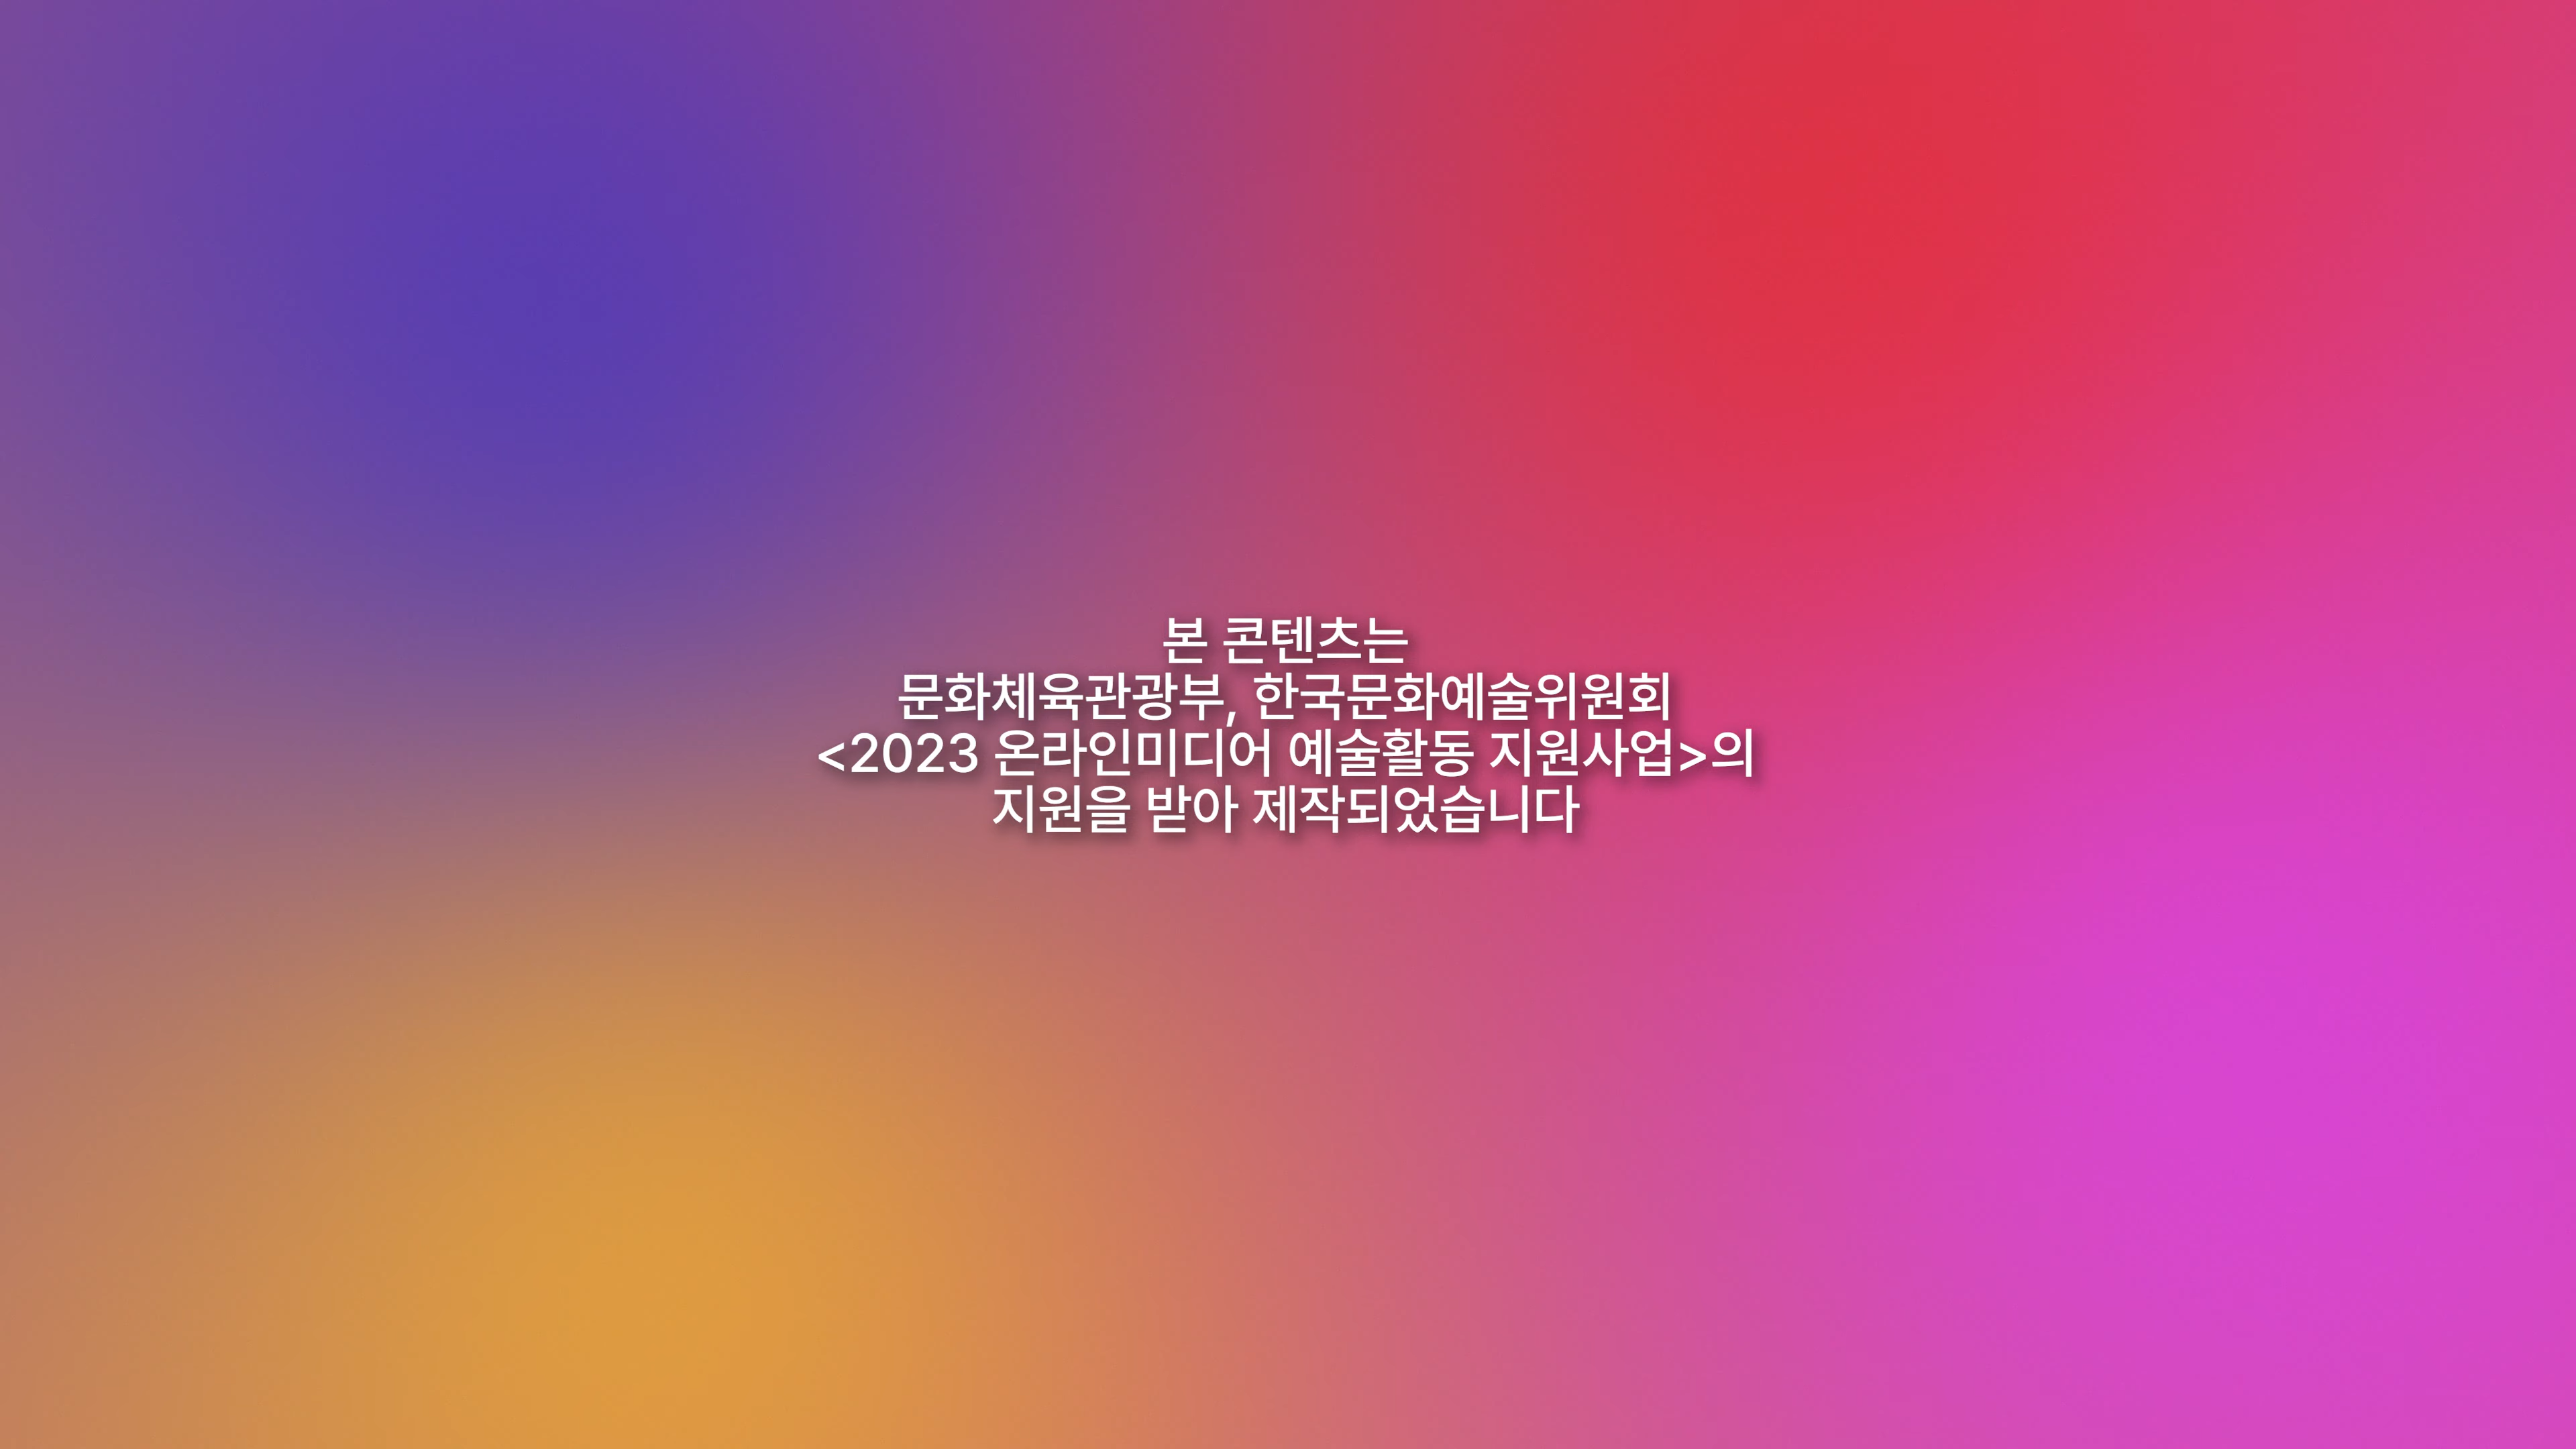 본 콘텐츠는
문화체육관광부, 한국문화예술위원회
<2023 온라인미디어 예술활동 지원사업>의
지원을 받아 제작되었습니다